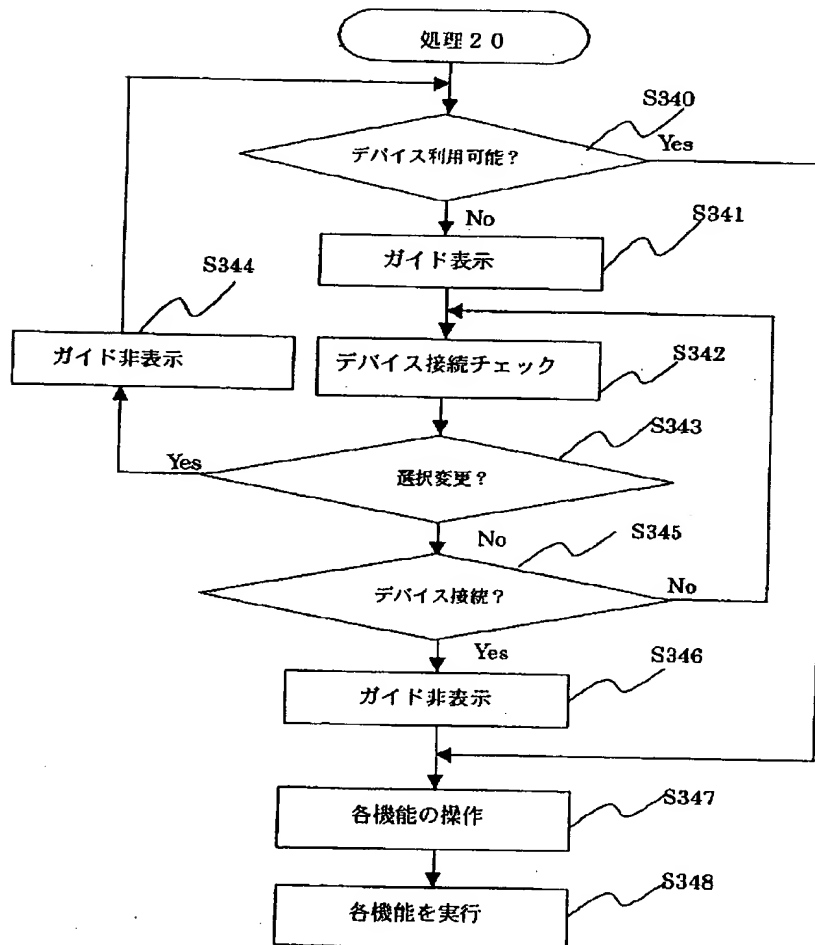 処理２０
S340
デバイス利用可能？
Yes
No
S341
ガイド表示
S344
ガイド非表示
デバイス接続チェック
S342
S343
Yes
選択変更？
No
S345
デバイス接続？
No
Yes
S346
ガイド非表示
S347
各機能の操作
S348
各機能を実行